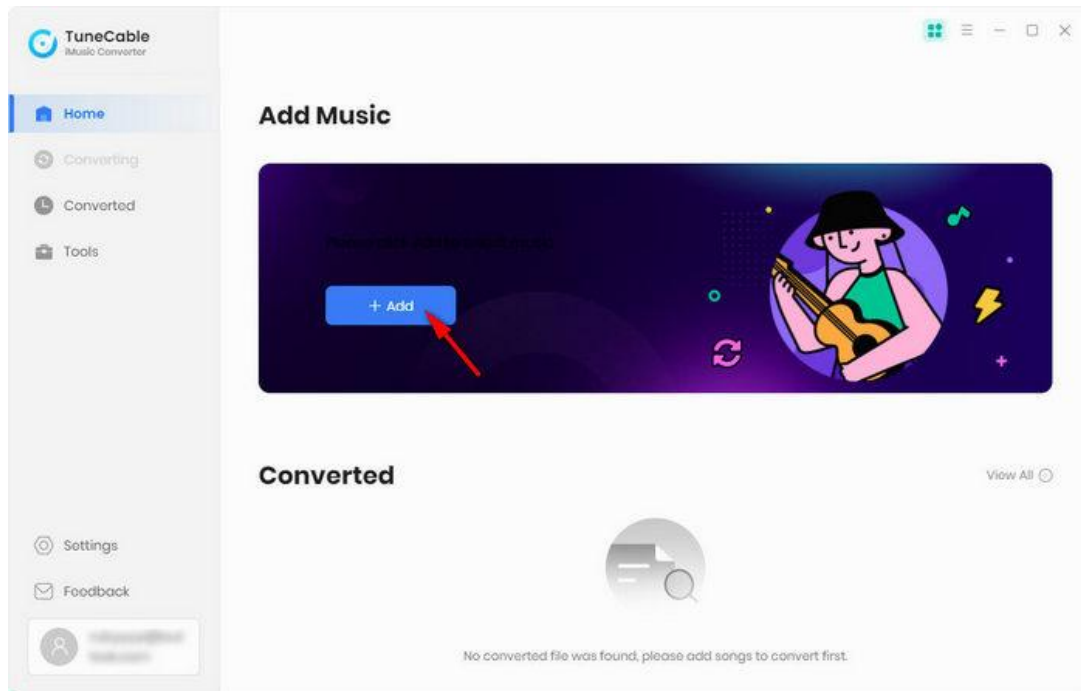 TuneCable
iMusic Converter
Home
Converting
Converted
Tools
Settings
Feedback
Add Music
+ Add
Converted
View All
No converted file was found, please add songs to convert first.